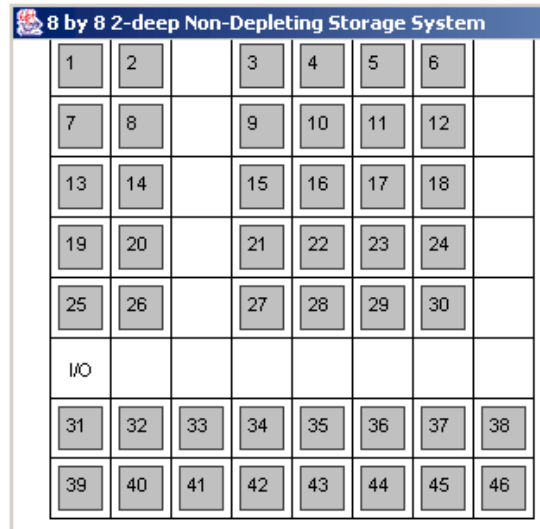 8 by 8 2-deep Non-Depleting Storage System
1 2 3 4 5 6
7 8 9 10 11 12
13 14 15 16 17 18
19 20 21 22 23 24
25 26 27 28 29 30
I/O
31 32 33 34 35 36 37 38
39 40 41 42 43 44 45 46